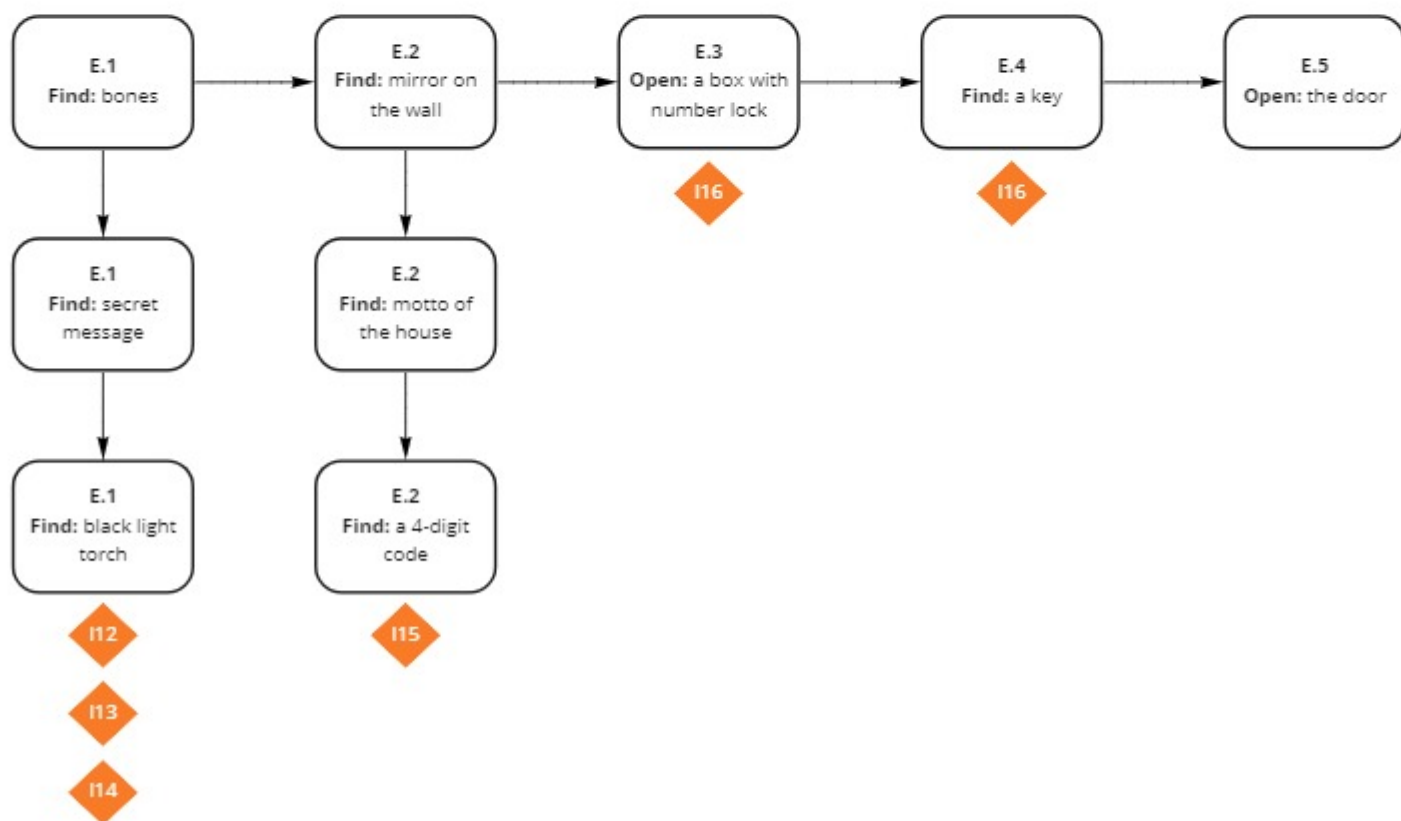 E.1
Find: bones
E.2
Find: mirror on
the wall
E.3
Open: a box with
number lock
E.4
Find: a key
E.5
Open: the door
I16
I16
E.1
Find: secret
message
E.2
Find: motto of
the house
E.1
Find: black light
torch
E.2
Find: a 4-digit
code
I12
I15
I13
I14